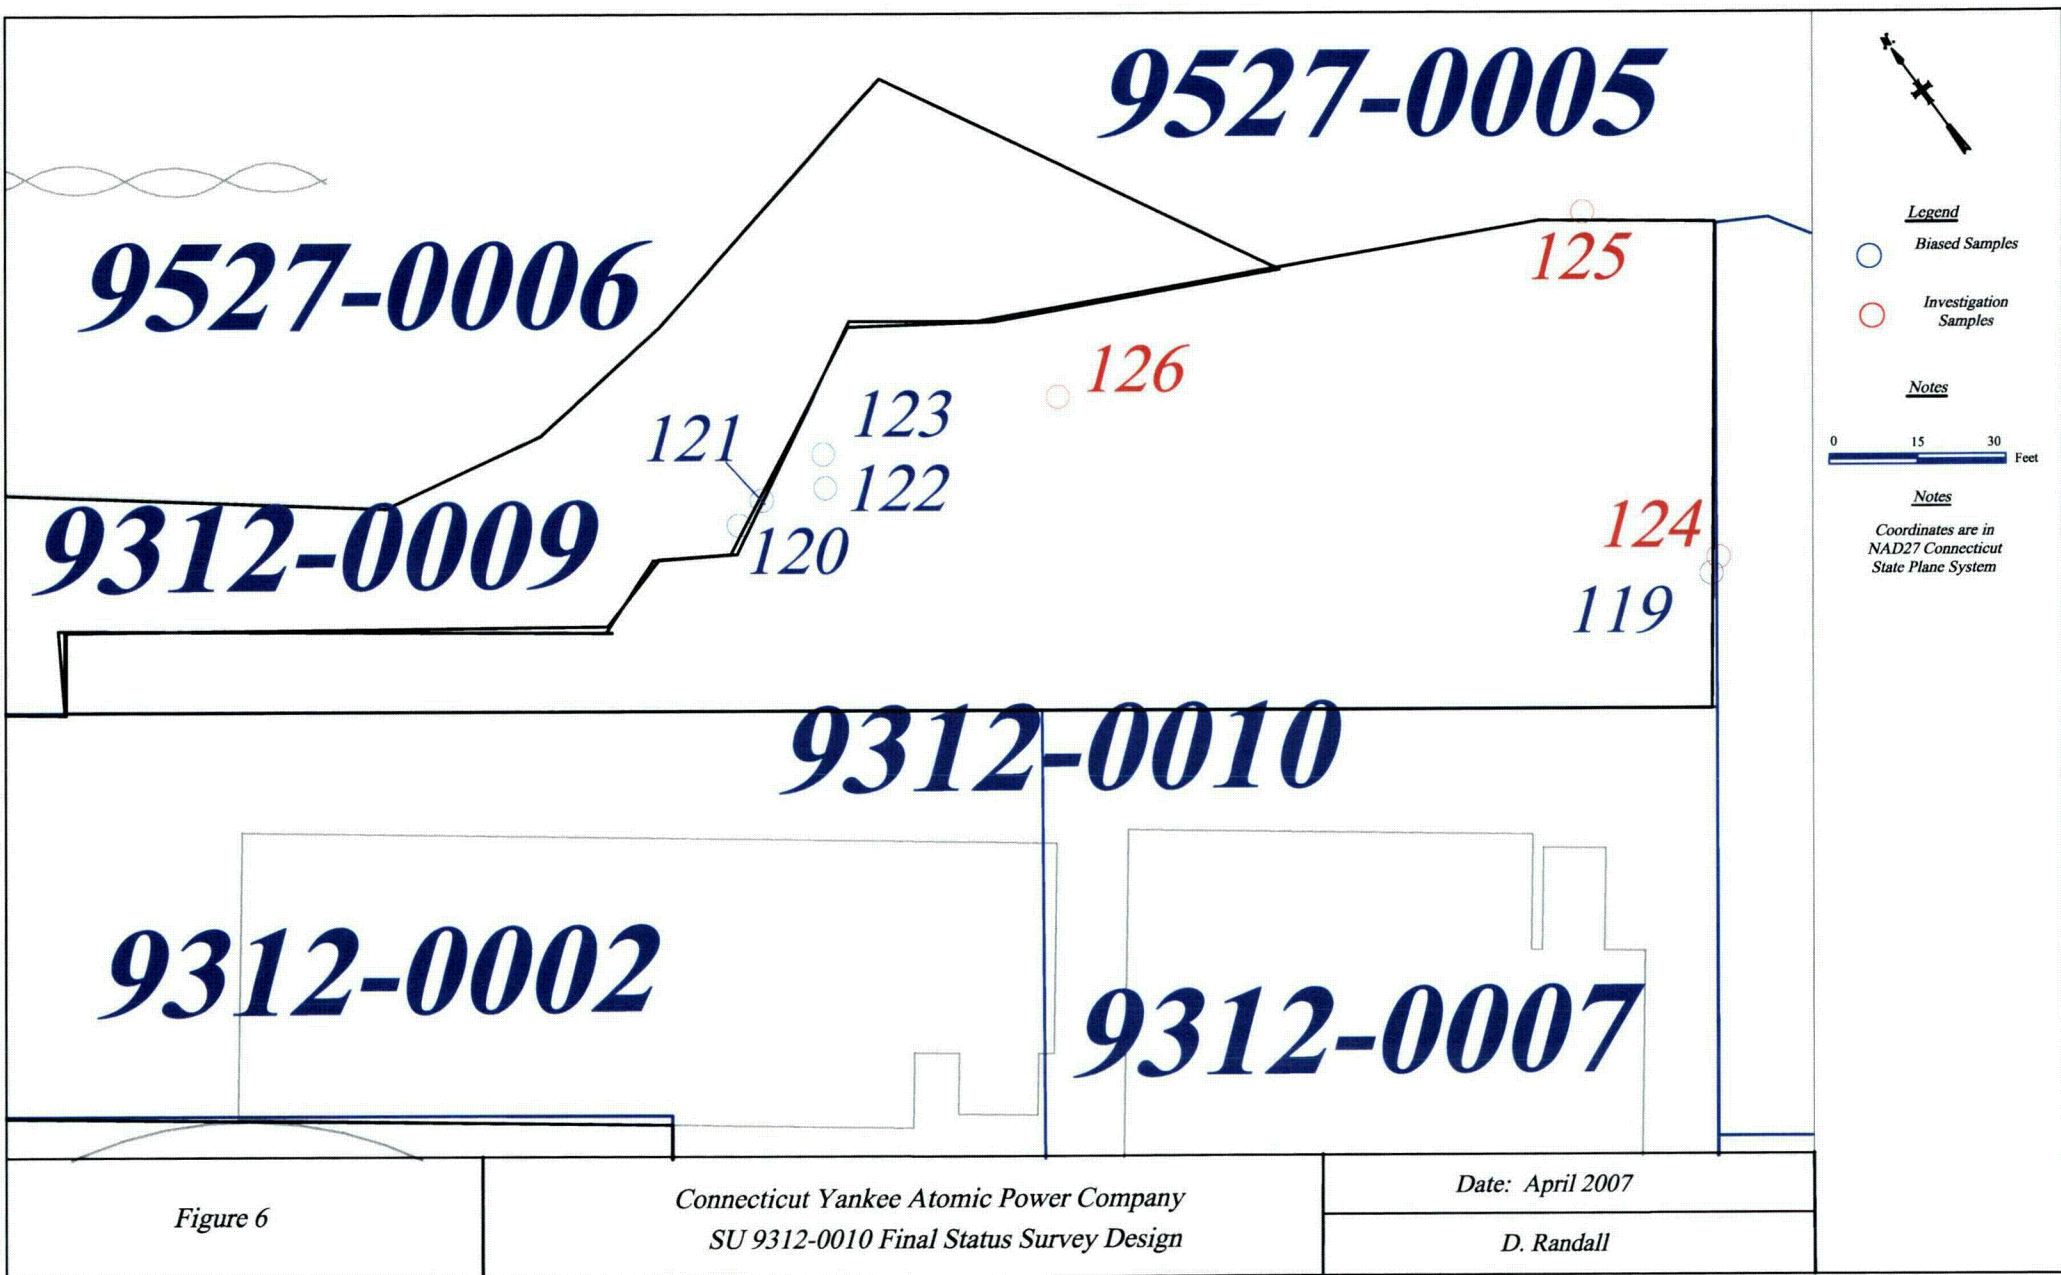 9527-0005
N
Legend
Biased Samples
Investigation
Samples
Notes
0 15 30
Feet
Notes
Coordinates are in
NAD27 Connecticut
State Plane System
9527-0006
125
126
123
121
122
120
124
119
9312-0009
9312-0010
9312-0002
9312-0007
Figure 6
Connecticut Yankee Atomic Power Company
SU 9312-0010 Final Status Survey Design
Date: April 2007
D. Randall